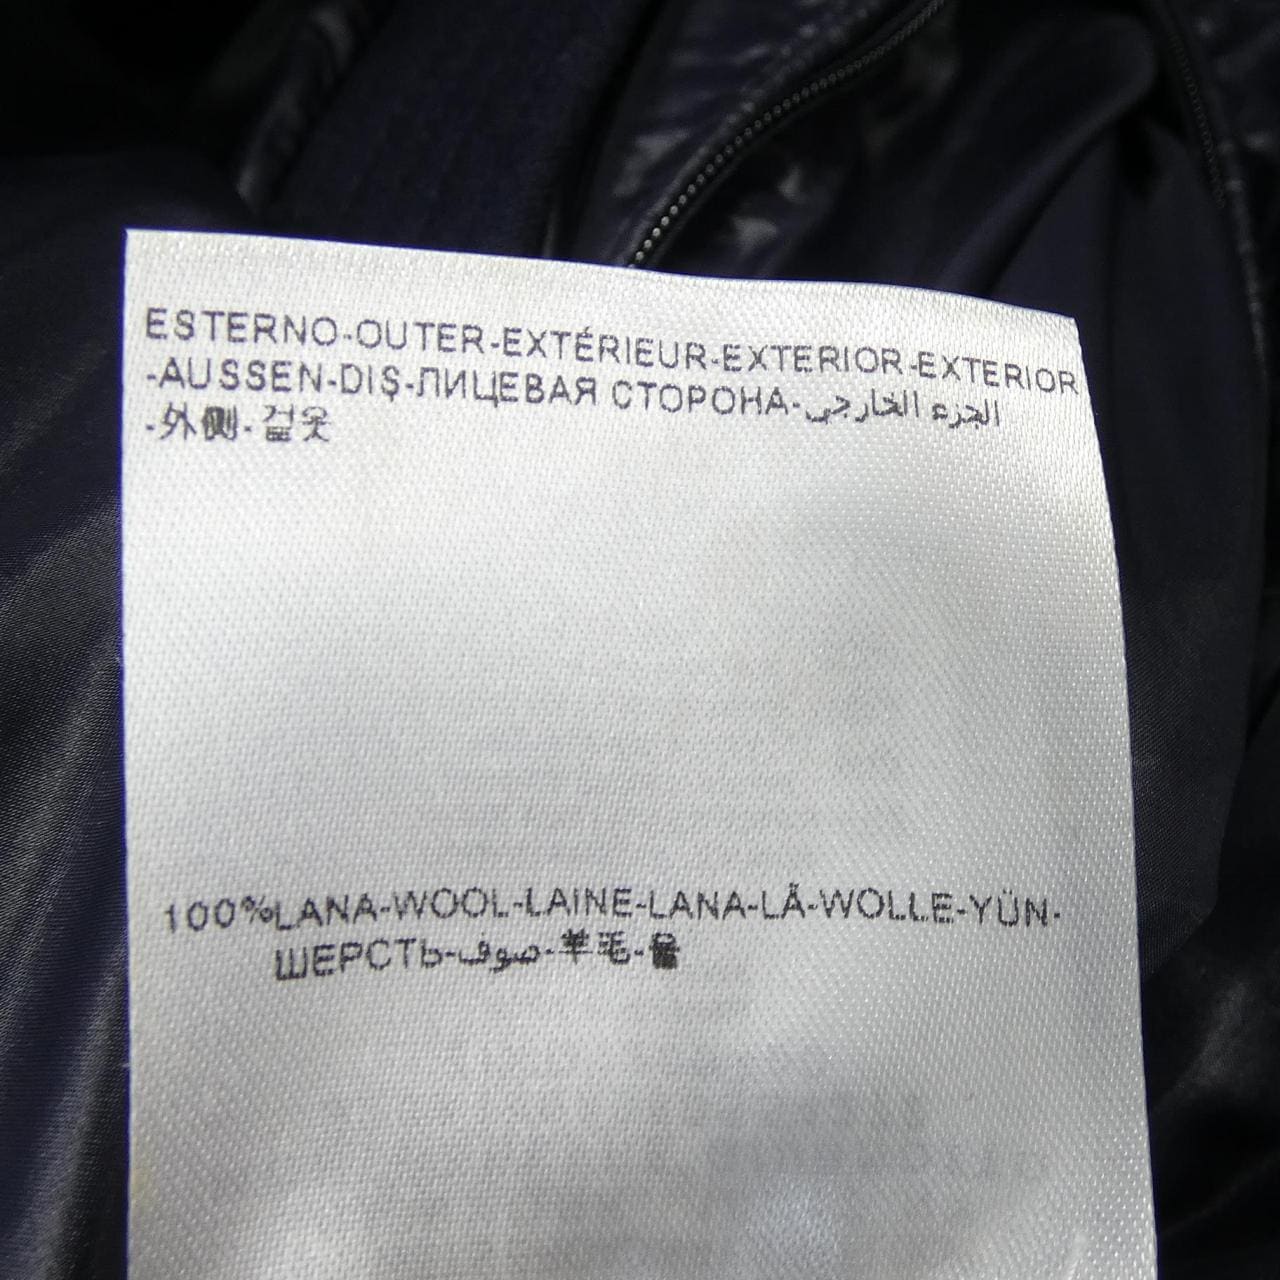 ESTERNO-OUTER-EXTÉRIEUR-EXTERIOR-EXTERIOR
-AUSSEN-DIŞ-ЛИЦЕВАЯ СТОРОНА-الجزء الخارجي
-外側-겉옷
100%LANA-WOOL-LAINE-LANA-LÃ-WOLLE-YÜN-
ШЕРСТЬ-صوف-羊毛-울